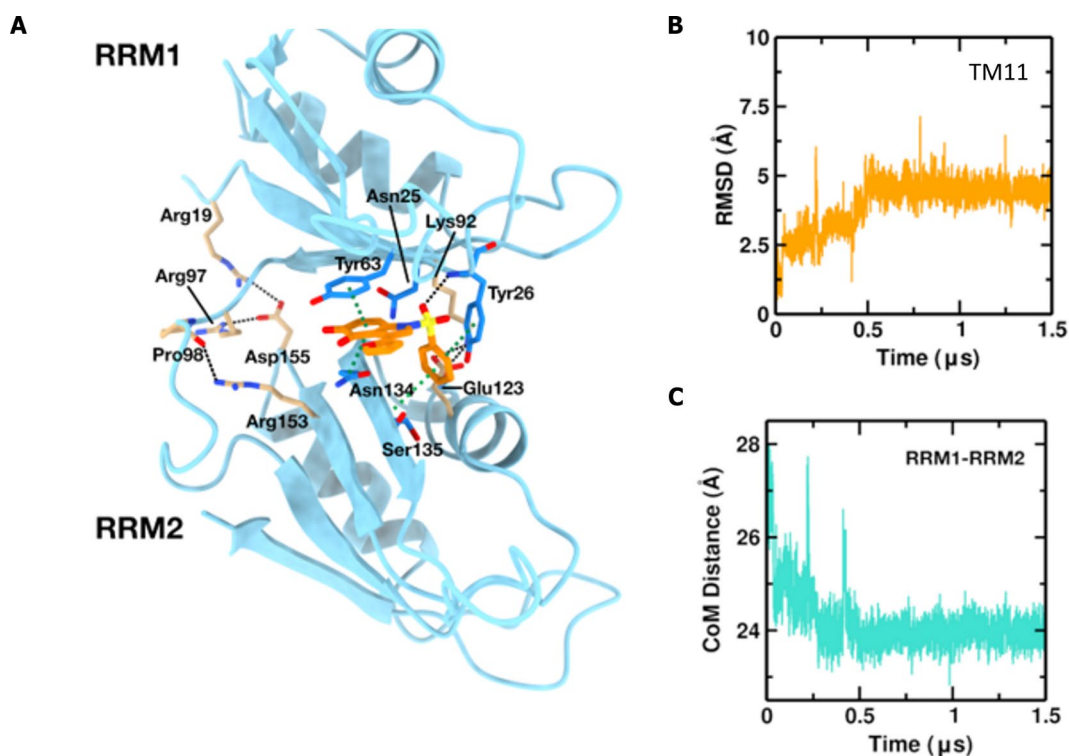 A
RRM1
Asn25
Arg19
Lys92
Arg97
Tyr63
Tyr26
Pro98
Asp155
Asn134
Glu123
Arg153
Ser135
RRM2
B
10
TM11
7.5
RMSD (Å)
5
2.5
0
0 0.5 1 1.5
Time (µs)
C
28
RRM1-RRM2
CoM Distance (Å)
26
24
0 0.5 1 1.5
Time (µs)